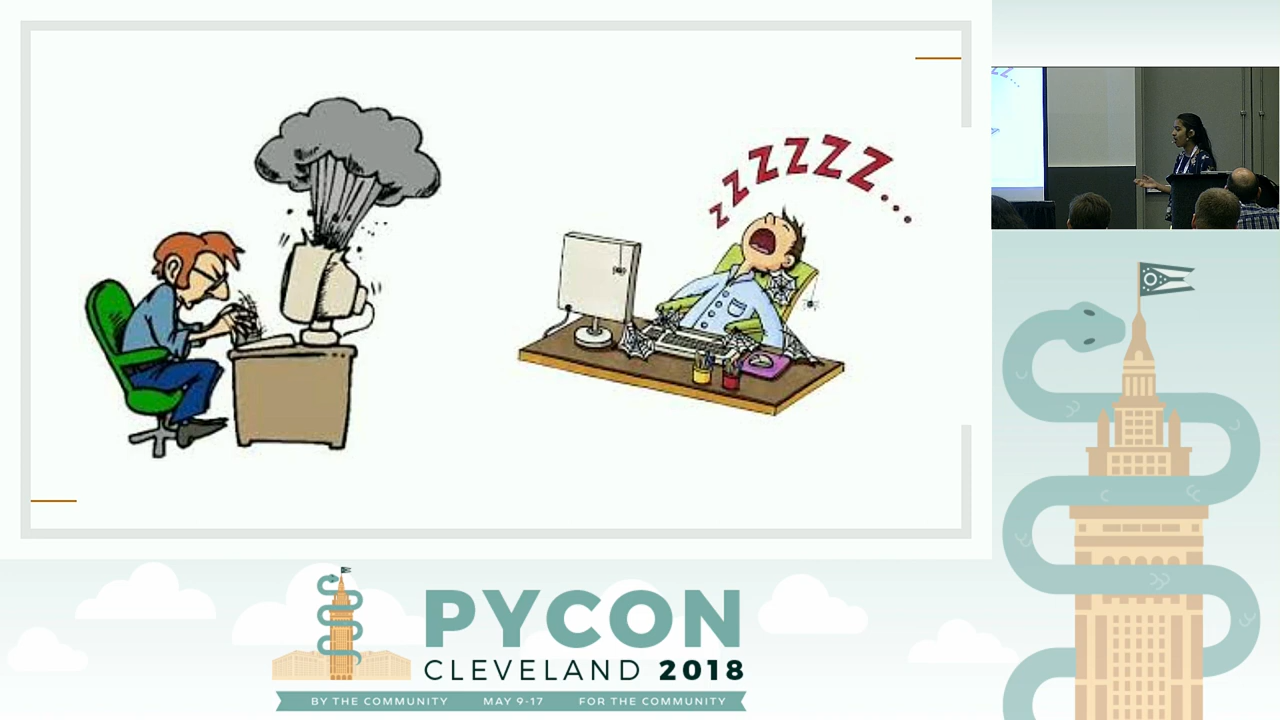 zZZZZZ...
PYCON
CLEVELAND 2018
BY THE COMMUNITY MAY 9-17 FOR THE COMMUNITY